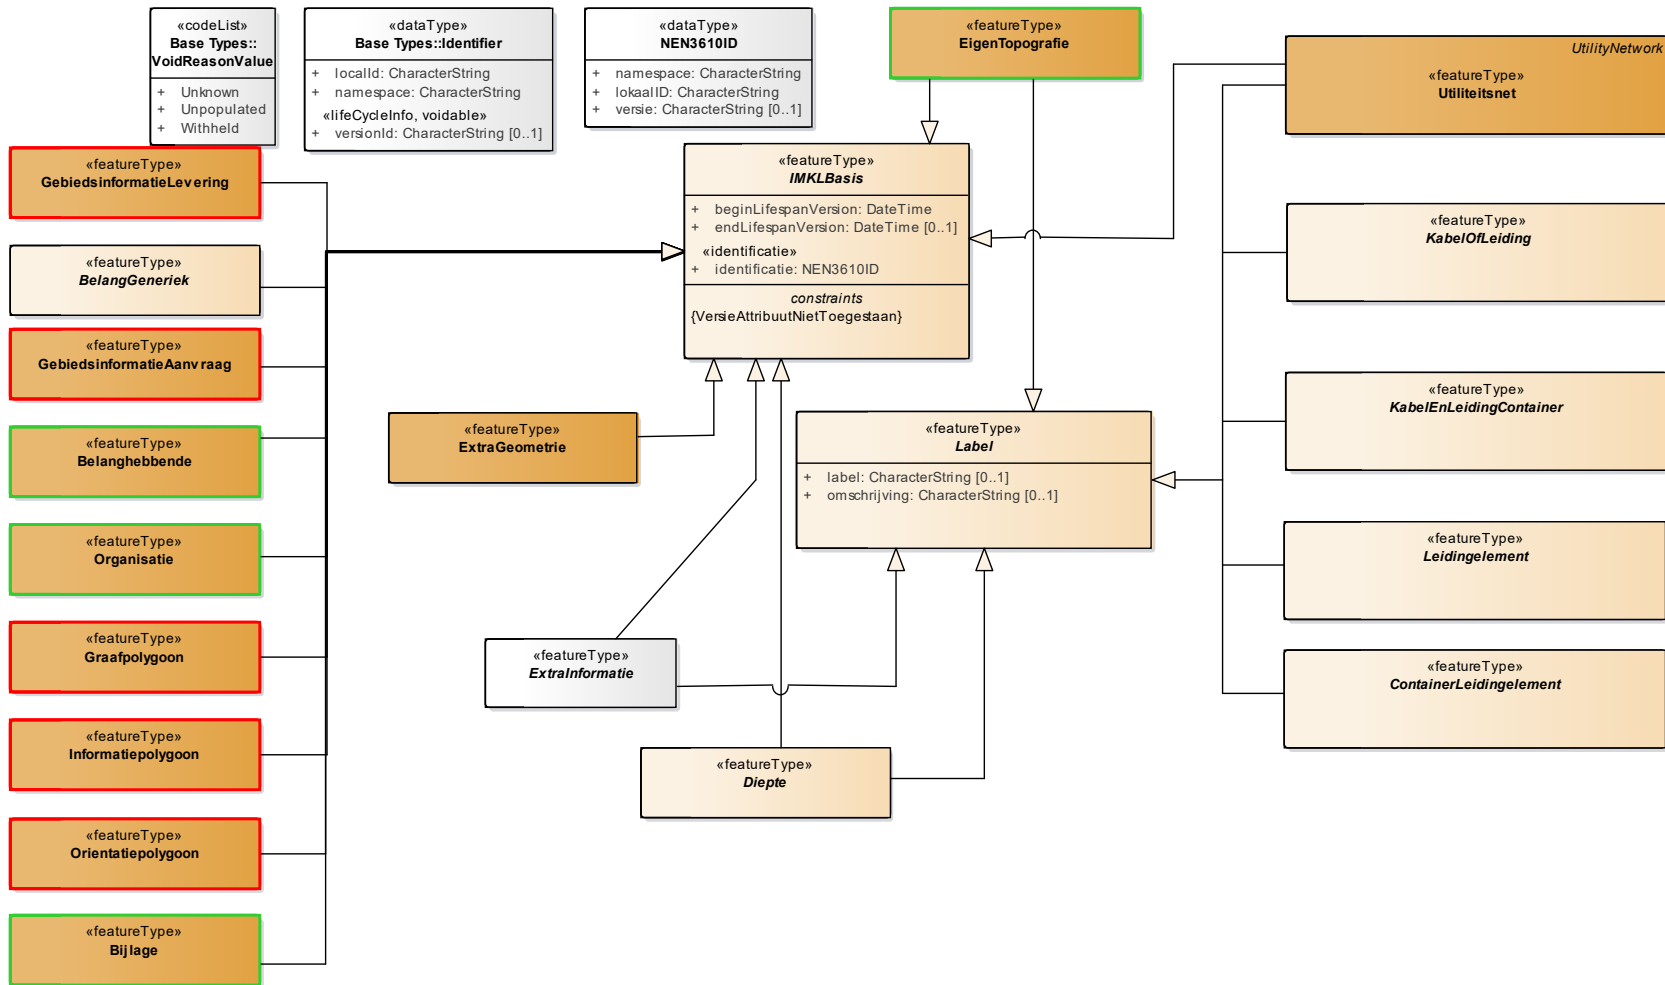 «codeList»
Base Types::
VoidReasonValue
+ Unknown
+ Unpopulated
+ Withheld
«dataType»
Base Types::Identifier
+ localId: CharacterString
+ namespace: CharacterString
«lifeCycleInfo, voidable»
+ versionId: CharacterString [0..1]
«dataType»
NEN3610ID
+ namespace: CharacterString
+ lokaalID: CharacterString
+ versie: CharacterString [0..1]
«featureType»
EigenTopografie
UtilityNetwork
«featureType»
Utiliteitsnet
«featureType»
GebiedsinformatieLevering
«featureType»
BelangGeneriek
«featureType»
GebiedsinformatieAanvraag
«featureType»
Belanghebbende
«featureType»
Organisatie
«featureType»
Graafpolygoon
«featureType»
Informatiepolygoon
«featureType»
Orientatiepolygoon
«featureType»
Bijlage
«featureType»
IMKLBasis
+ beginLifespanVersion: DateTime
+ endLifespanVersion: DateTime [0..1]
«identificatie»
+ identificatie: NEN3610ID
constraints
{VersieAttribuutNietToegestaan}
«featureType»
ExtraGeometrie
«featureType»
Label
+ label: CharacterString [0..1]
+ omschrijving: CharacterString [0..1]
«featureType»
ExtraInformatie
«featureType»
Diepte
«featureType»
KabelOfLeiding
«featureType»
KabelEnLeidingContainer
«featureType»
Leidingelement
«featureType»
ContainerLeidingelement